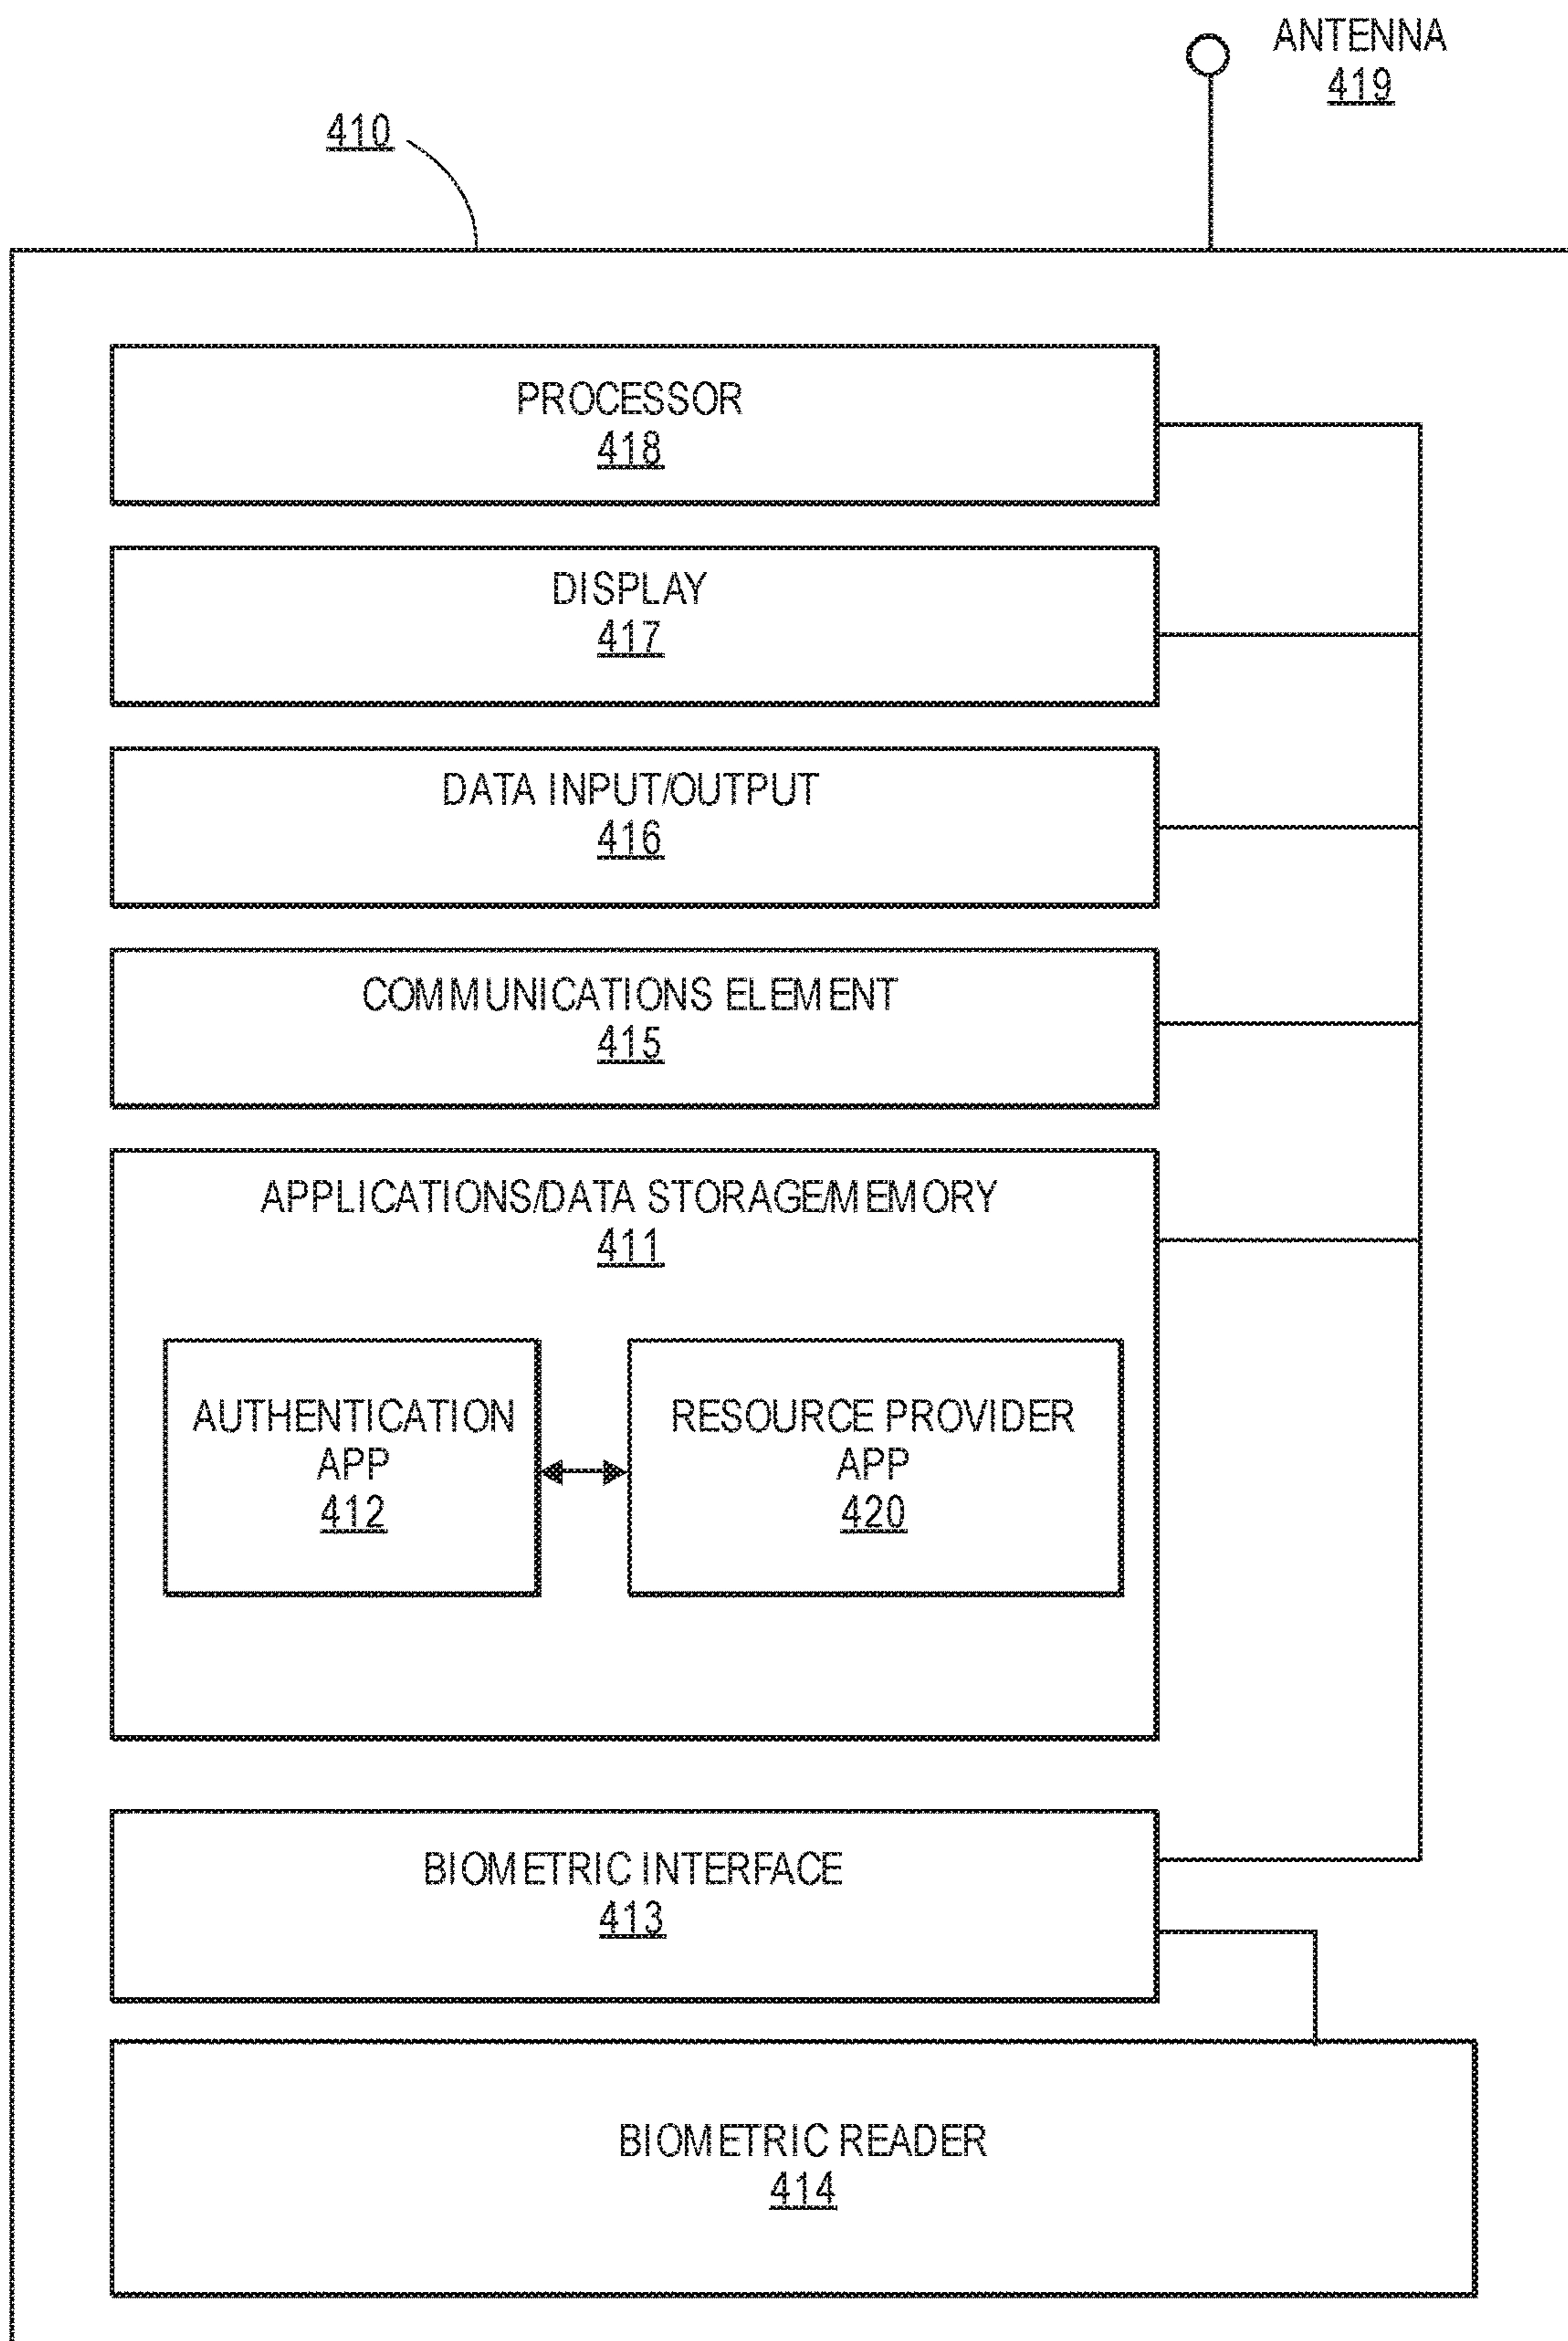 ANTENNA
419
410
PROCESSOR
418
DISPLAY
417
DATA INPUT/OUTPUT
416
COMMUNICATIONS ELEMENT
415
APPLICATIONS/DATA STORAGE/MEMORY
411
AUTHENTICATION
APP
412
RESOURCE PROVIDER
APP
420
BIOMETRIC INTERFACE
413
BIOMETRIC READER
414